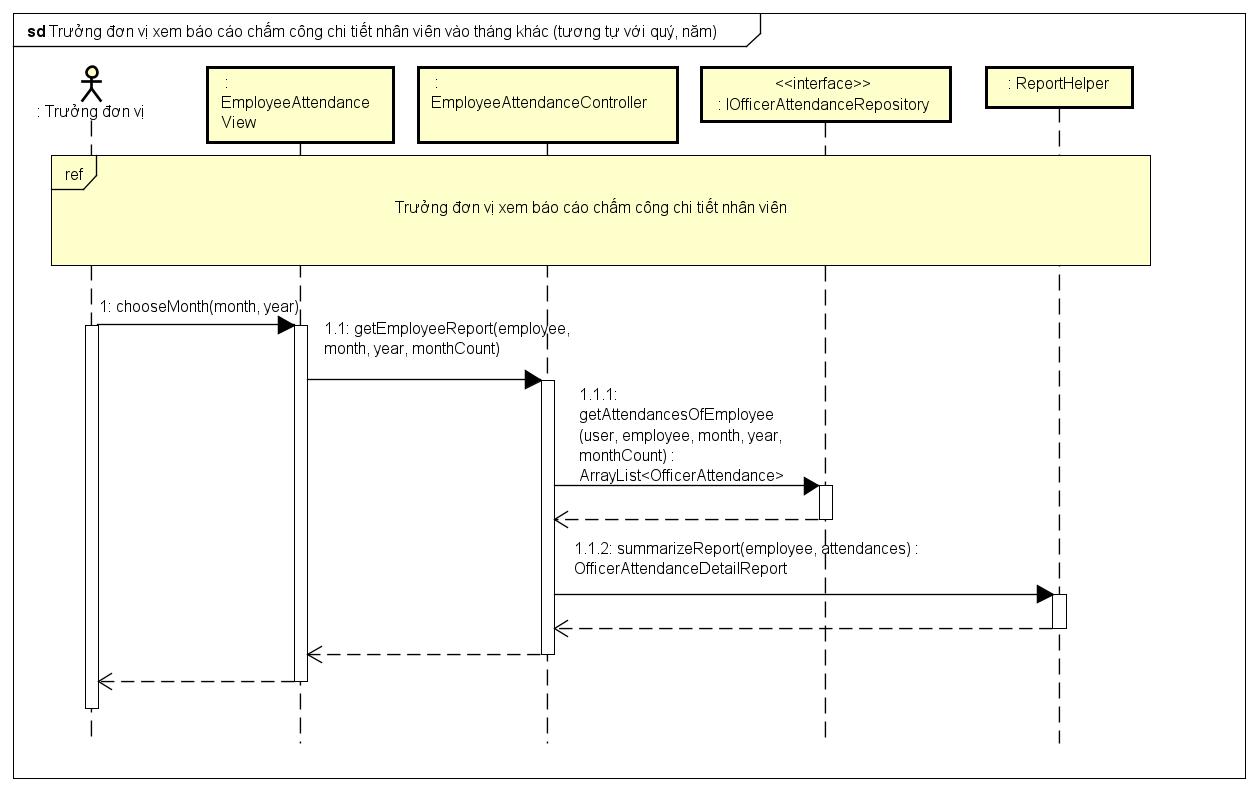 sd Trưởng đơn vị xem báo cáo chấm công chi tiết nhân viên vào tháng khác (tương tự với quý, năm)
: Trưởng đơn vị
:
EmployeeAttendance
View
:
EmployeeAttendanceController
<<interface>>
: IOfficerAttendanceRepository
: ReportHelper
ref
Trưởng đơn vị xem báo cáo chấm công chi tiết nhân viên
1: chooseMonth(month, year)
1.1: getEmployeeReport(employee,
month, year, monthCount)
1.1.1:
getAttendancesOfEmployee
(user, employee, month, year,
monthCount) :
ArrayList<OfficerAttendance>
1.1.2: summarizeReport(employee, attendances) :
OfficerAttendanceDetailReport